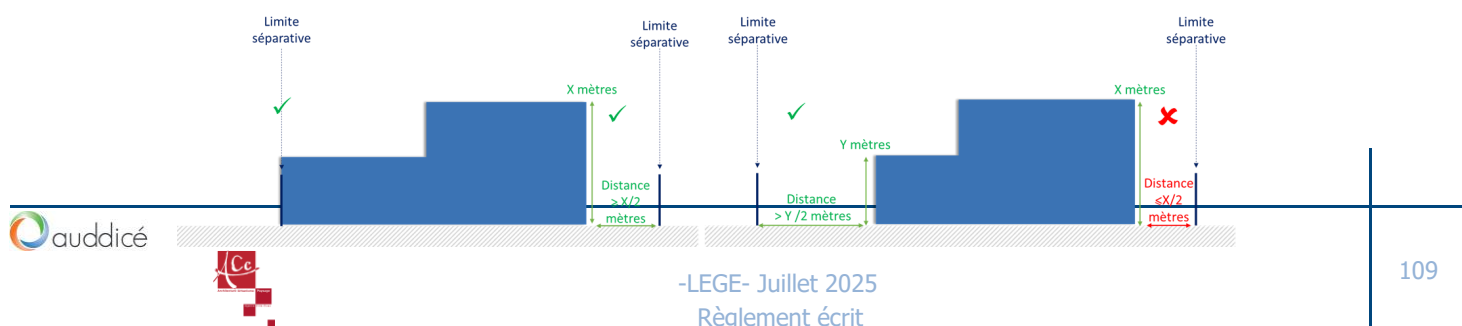 Limite
séparative
Limite
séparative
Limite
séparative
Limite
séparative
X mètres
X mètres
Y mètres
Distance
> X/2
mètres
Distance
> Y /2 mètres
Distance
⩽X/2
mètres
auddicé
ACe
-LEGE- Juillet 2025
Règlement écrit
109